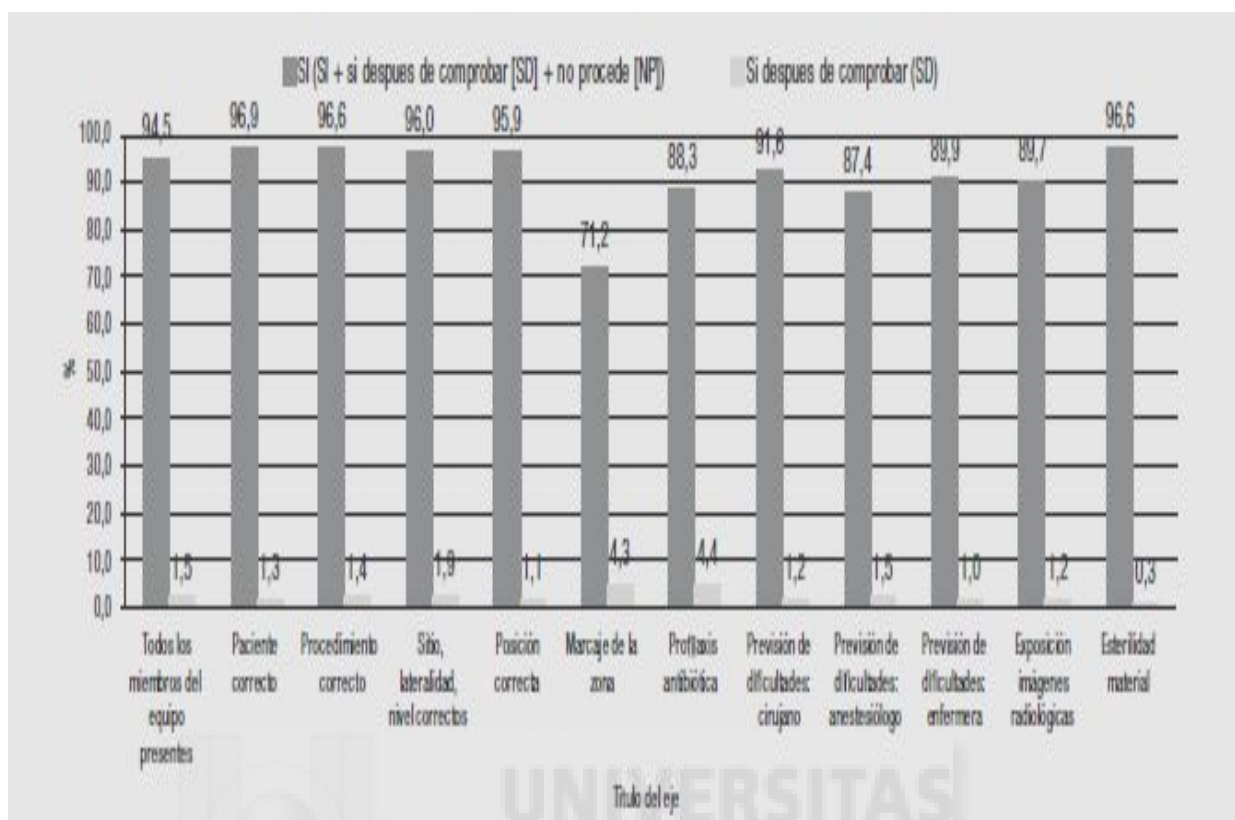 SI (SI + si despues de comprobar [SD] + no procede [NP]) Si despues de comprobar (SD)
94,5 96,9 96,6 96,0 95,9 71,2 88,3 91,6 87,4 89,9 89,7 96,6
100,0
90,0
80,0
70,0
60,0
%
50,0
40,0
30,0
20,0
10,0
0,0
1,5 1,3 1,4 1,9 1,1 4,3 4,4 1,2 1,5 1,0 1,2 0,3
Todos los
miembros del
equipo
presentes
Paciente
correcto
Procedimiento
correcto
Sitio,
lateralidad,
nivel correctos
Posición
correcta
Marcaje de la
zona
antibiótica
Previsión de
dificultades:
cirujano
Previsión de
dificultades:
anestesiólogo
Previsión de
dificultades:
enfermera
Exposición
imágenes
radiológicas
Esterilidad
material
UNIVERSITAS
Título del eje